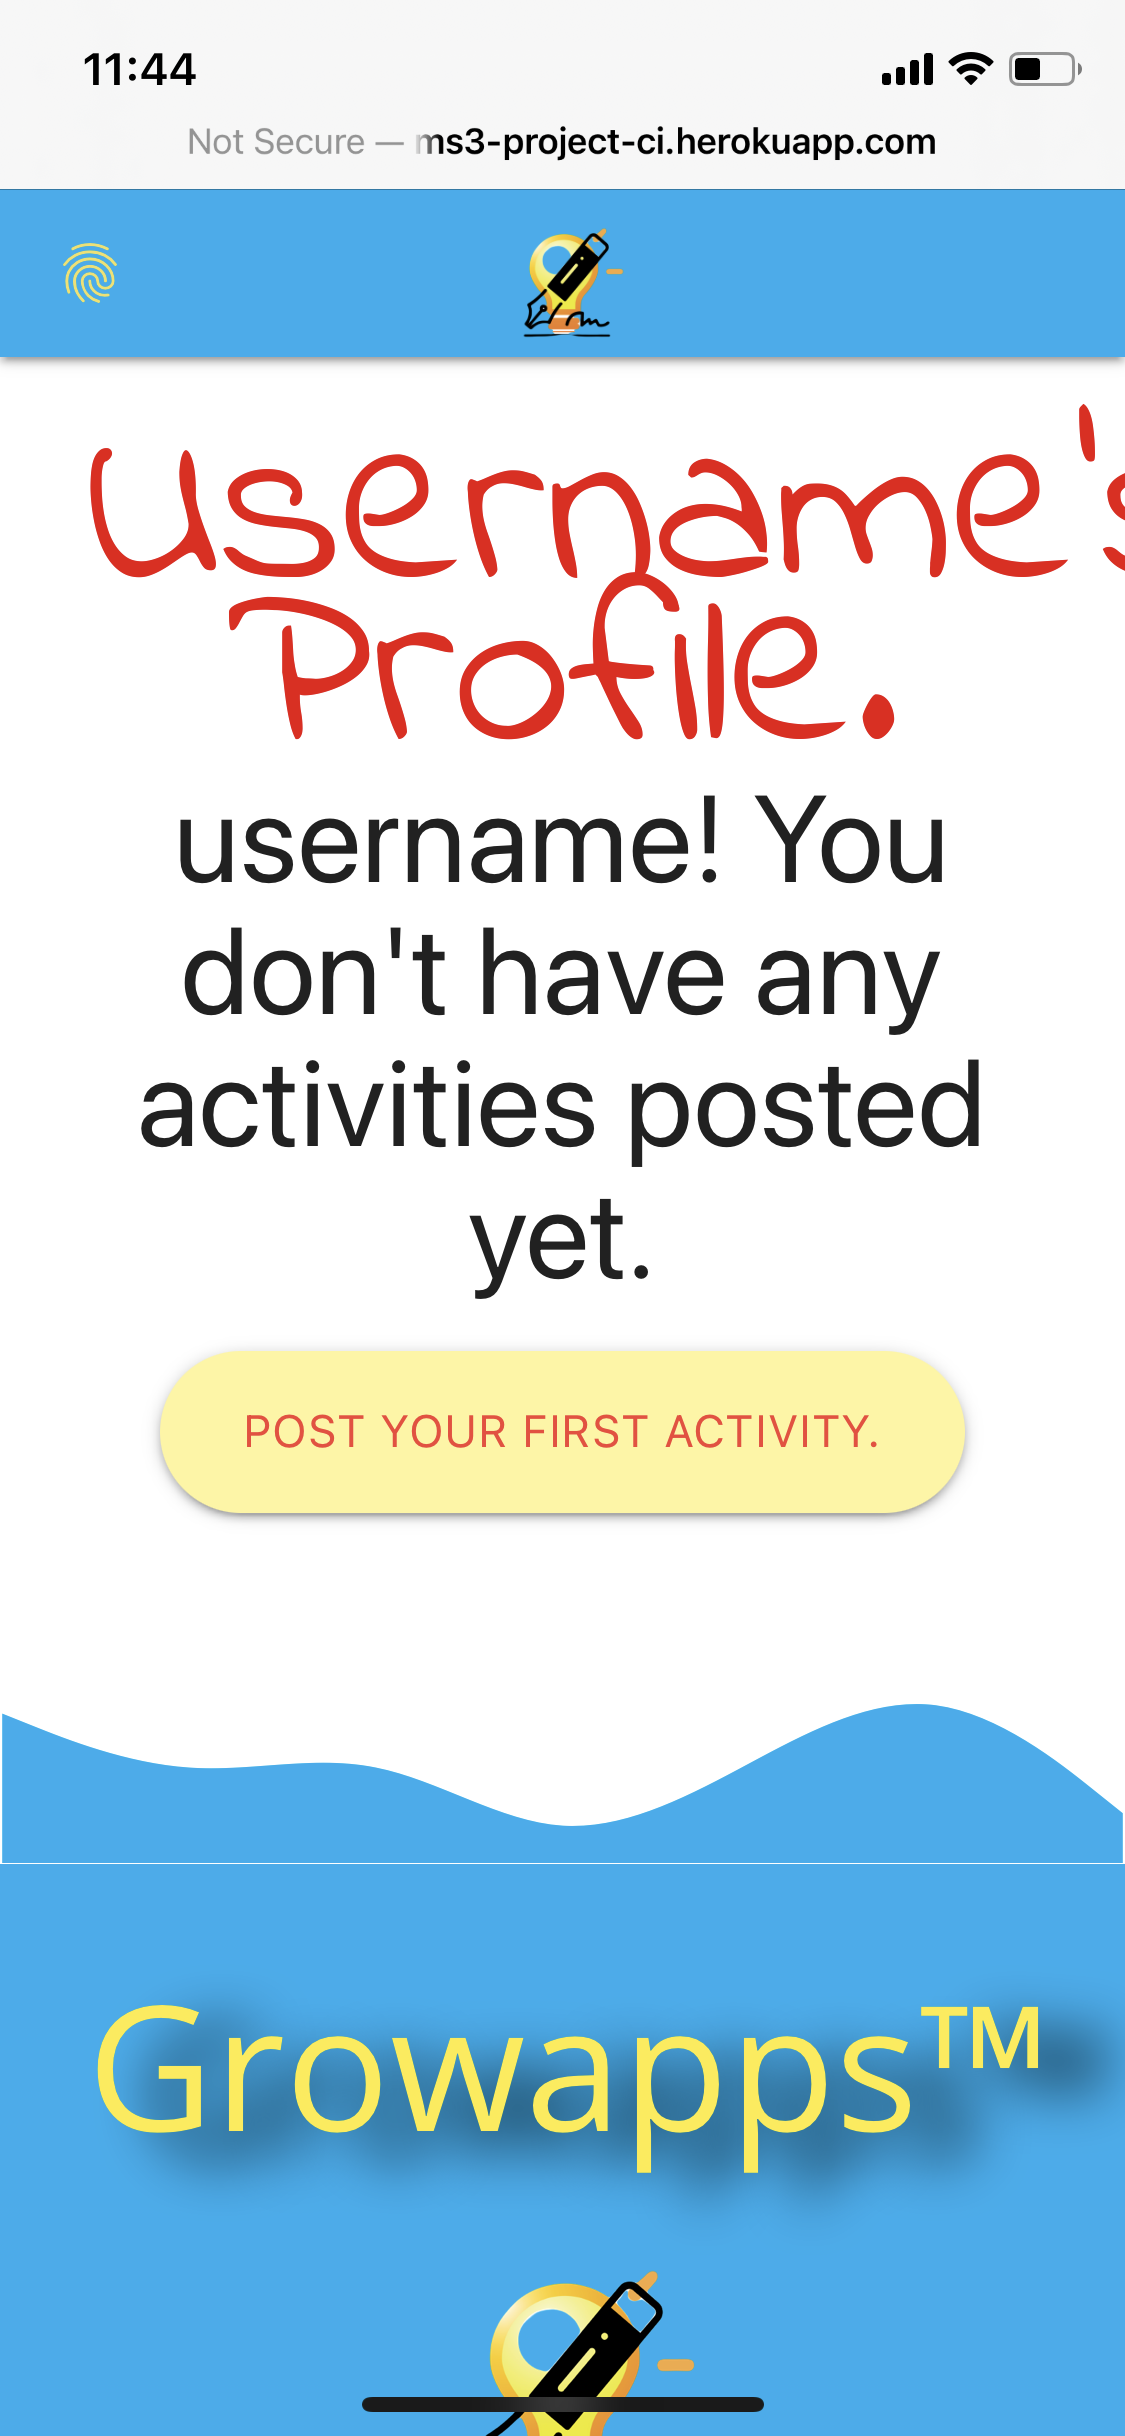 11:44
Not Secure — ms3-project-ci.herokuapp.com
Username's
Profile.
username! You
don't have any
activities posted
yet.
POST YOUR FIRST ACTIVITY.
Growapps™